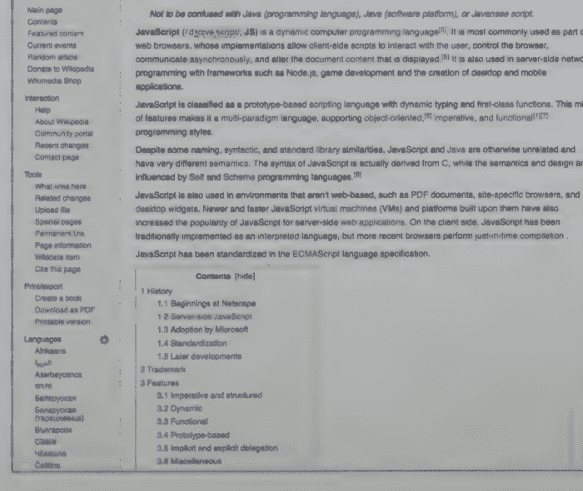 Main page
Contents
Featured content
Current events
Random article
Donate to Wikipedia
Wikimedia Shop
Interaction
Help
About Wikipedia
Community portal
Recent changes
Contact page
Tools
What links here
Related changes
Upload file
Special pages
Permanent link
Page information
Wikidata item
Cite this page
Print/export
Create a book
Download as PDF
Printable version
Languages
Afrikaans
Azərbaycanca
বাংলা
Беларуская
Беларуская
(тарашкевіца)
Български
Català
Čeština
Not to be confused with Java (programming language), Java (software platform), or Javanese script.
JavaScript (/ˈdʒɑːvəˌskrɪpt/, JS) is a dynamic computer programming language[5]. It is most commonly used as part
web browsers, whose implementations allow client-side scripts to interact with the user, control the browser,
communicate asynchronously, and alter the document content that is displayed.[5] It is also used in server-side
programming with frameworks such as Node.js, game development and the creation of desktop and mobile
applications.
JavaScript is classified as a prototype-based scripting language with dynamic typing and first-class functions. This
of features makes it a multi-paradigm language, supporting object-oriented,[6] imperative, and functional[1][7]
programming styles.
Despite some naming, syntactic, and standard library similarities, JavaScript and Java are otherwise unrelated and
have very different semantics. The syntax of JavaScript is actually derived from C, while the semantics and design
influenced by Self and Scheme programming languages.[8]
JavaScript is also used in environments that aren't web-based, such as PDF documents, site-specific browsers, and
desktop widgets. Newer and faster JavaScript virtual machines (VMs) and platforms built upon them have also
increased the popularity of JavaScript for server-side web applications. On the client side, JavaScript has been
traditionally implemented as an interpreted language, but more recent browsers perform just-in-time compilation .
JavaScript has been standardized in the ECMAScript language specification.
Contents [hide]
1 History
1.1 Beginnings at Netscape
1.2 Server-side JavaScript
1.3 Adoption by Microsoft
1.4 Standardization
1.5 Later developments
2 Trademark
3 Features
3.1 Imperative and structured
3.2 Dynamic
3.3 Functional
3.4 Prototype-based
3.5 Implicit and explicit delegation
3.6 Miscellaneous